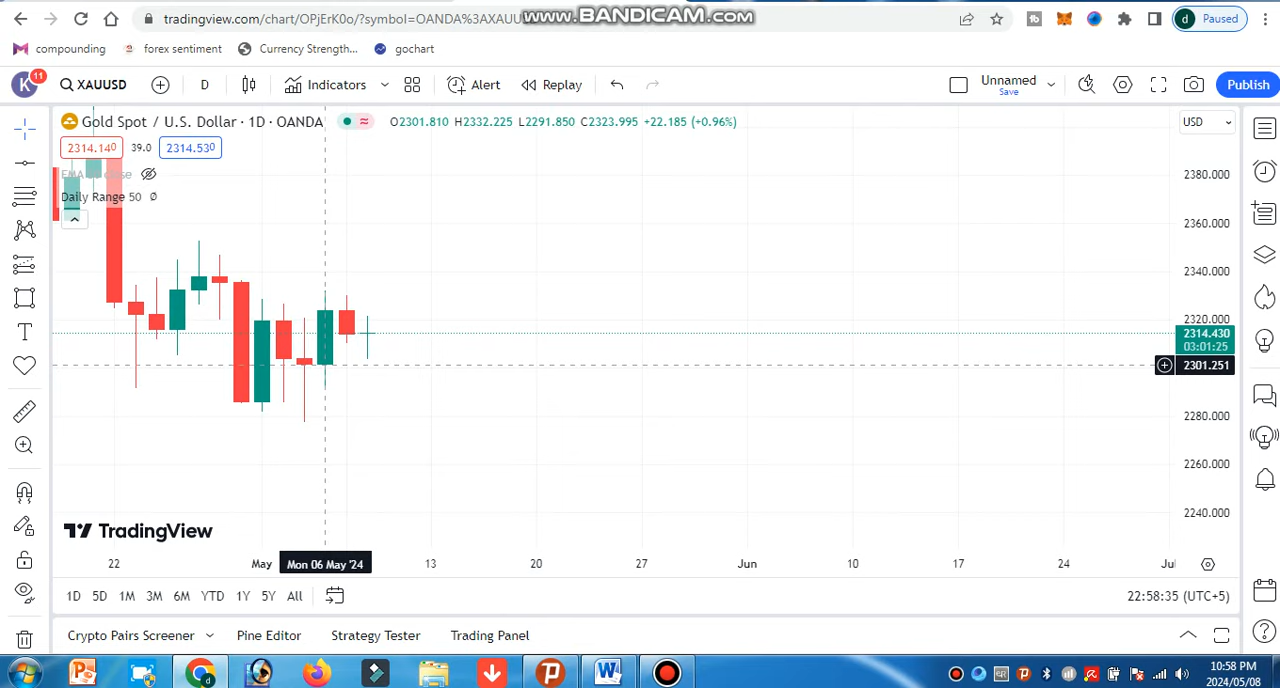 tradingview.com/chart/OPjErK0o/?symbol=OANDA%3AXAUU
www.BANDICAM.com
d Paused
compounding
forex sentiment
Currency Strength...
gochart
K 11
XAUUSD
D
Indicators
Alert
Replay
Unnamed
Save
Publish
Gold Spot / U.S. Dollar · 1D · OANDA
O2301.810 H2332.225 L2291.850 C2323.995 +22.185 (+0.96%)
USD
2314.140 39.0 2314.530
Daily Range 50 Ø
2380.000
2360.000
2340.000
2320.000
2314.430
03:01:25
2301.251
2280.000
2260.000
2240.000
TradingView
22 May Mon 06 May '24 13 20 27 Jun 10 17 24 Jul
1D 5D 1M 3M 6M YTD 1Y 5Y All
22:58:35 (UTC+5)
Crypto Pairs Screener
Pine Editor
Strategy Tester
Trading Panel
10:58 PM
2024/05/08